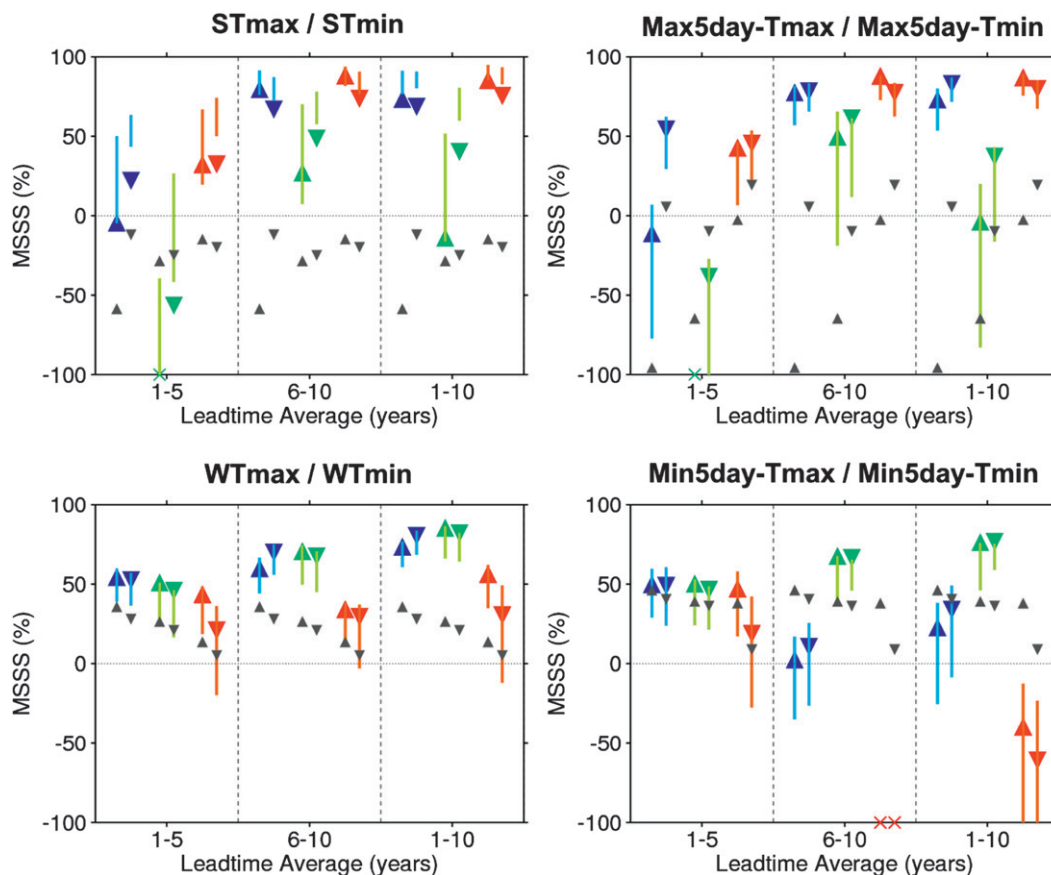 STmax / STmin
MSSS (%)
100
50
0
-50
-100
1-5
6-10
1-10
Leadtime Average (years)
Max5day-Tmax / Max5day-Tmin
MSSS (%)
100
50
0
-50
-100
1-5
6-10
1-10
Leadtime Average (years)
WTmax / WTmin
MSSS (%)
100
50
0
-50
-100
1-5
6-10
1-10
Leadtime Average (years)
Min5day-Tmax / Min5day-Tmin
MSSS (%)
100
50
0
-50
-100
1-5
6-10
1-10
Leadtime Average (years)